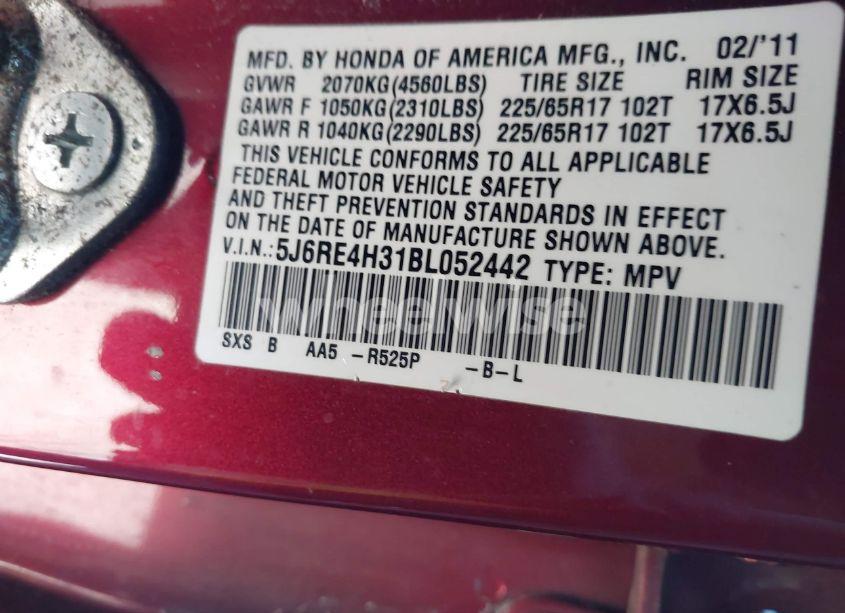 MFD. BY HONDA OF AMERICA MFG., INC. 02/'11
GVWR 2070KG(4560LBS) TIRE SIZE RIM SIZE
GAWR F 1050KG(2310LBS) 225/65R17 102T 17X6.5J
GAWR R 1040KG(2290LBS) 225/65R17 102T 17X6.5J
THIS VEHICLE CONFORMS TO ALL APPLICABLE
FEDERAL MOTOR VEHICLE SAFETY
AND THEFT PREVENTION STANDARDS IN EFFECT
ON THE DATE OF MANUFACTURE SHOWN ABOVE.
V.I.N.: 5J6RE4H31BL052442 TYPE: MPV
wheelwise
SXS B AA5 -R525P -B-L